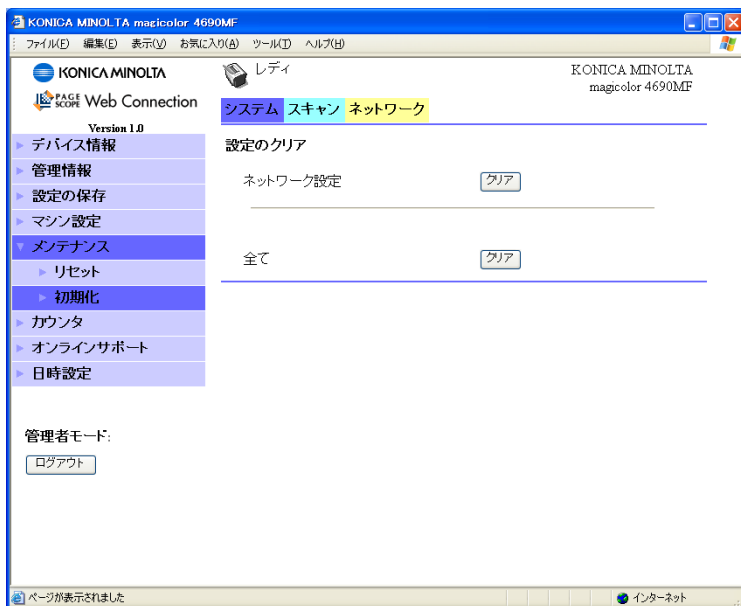 KONICA MINOLTA magicolor 4690MF
ファイル(F) 編集(E) 表示(V) お気に入り(A) ツール(T) ヘルプ(H)
KONICA MINOLTA
PAGE SCOPE Web Connection
Version 1.0
レディ
KONICA MINOLTA
magicolor 4690MF
システム スキャン ネットワーク
デバイス情報
管理情報
設定の保存
マシン設定
メンテナンス
リセット
初期化
カウンタ
オンラインサポート
日時設定
管理者モード:
ログアウト
設定のクリア
ネットワーク設定 クリア
全て クリア
ページが表示されました
インターネット